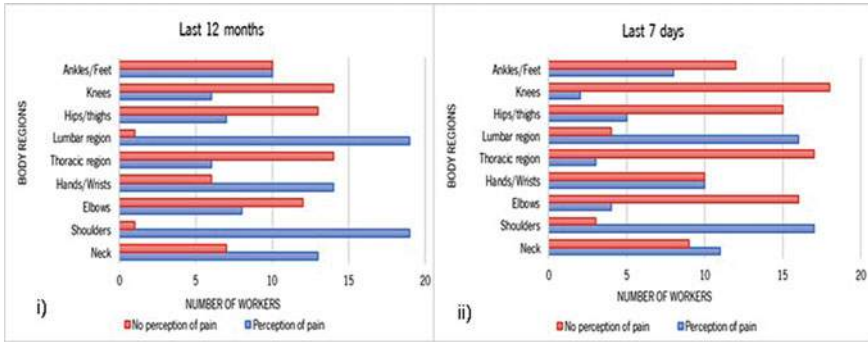 Last 12 months
BODY REGIONS
Ankles/Feet
Knees
Hips/thighs
Lumbar region
Thoracic region
Hands/Wrists
Elbows
Shoulders
Neck
0 5 10 15 20
NUMBER OF WORKERS
i)
No perception of pain Perception of pain
Last 7 days
BODY REGIONS
Ankles/Feet
Knees
Hips/thighs
Lumbar region
Thoracic region
Hands/Wrists
Elbows
Shoulders
Neck
0 5 10 15 20
NUMBER OF WORKERS
ii)
No perception of pain Perception of pain